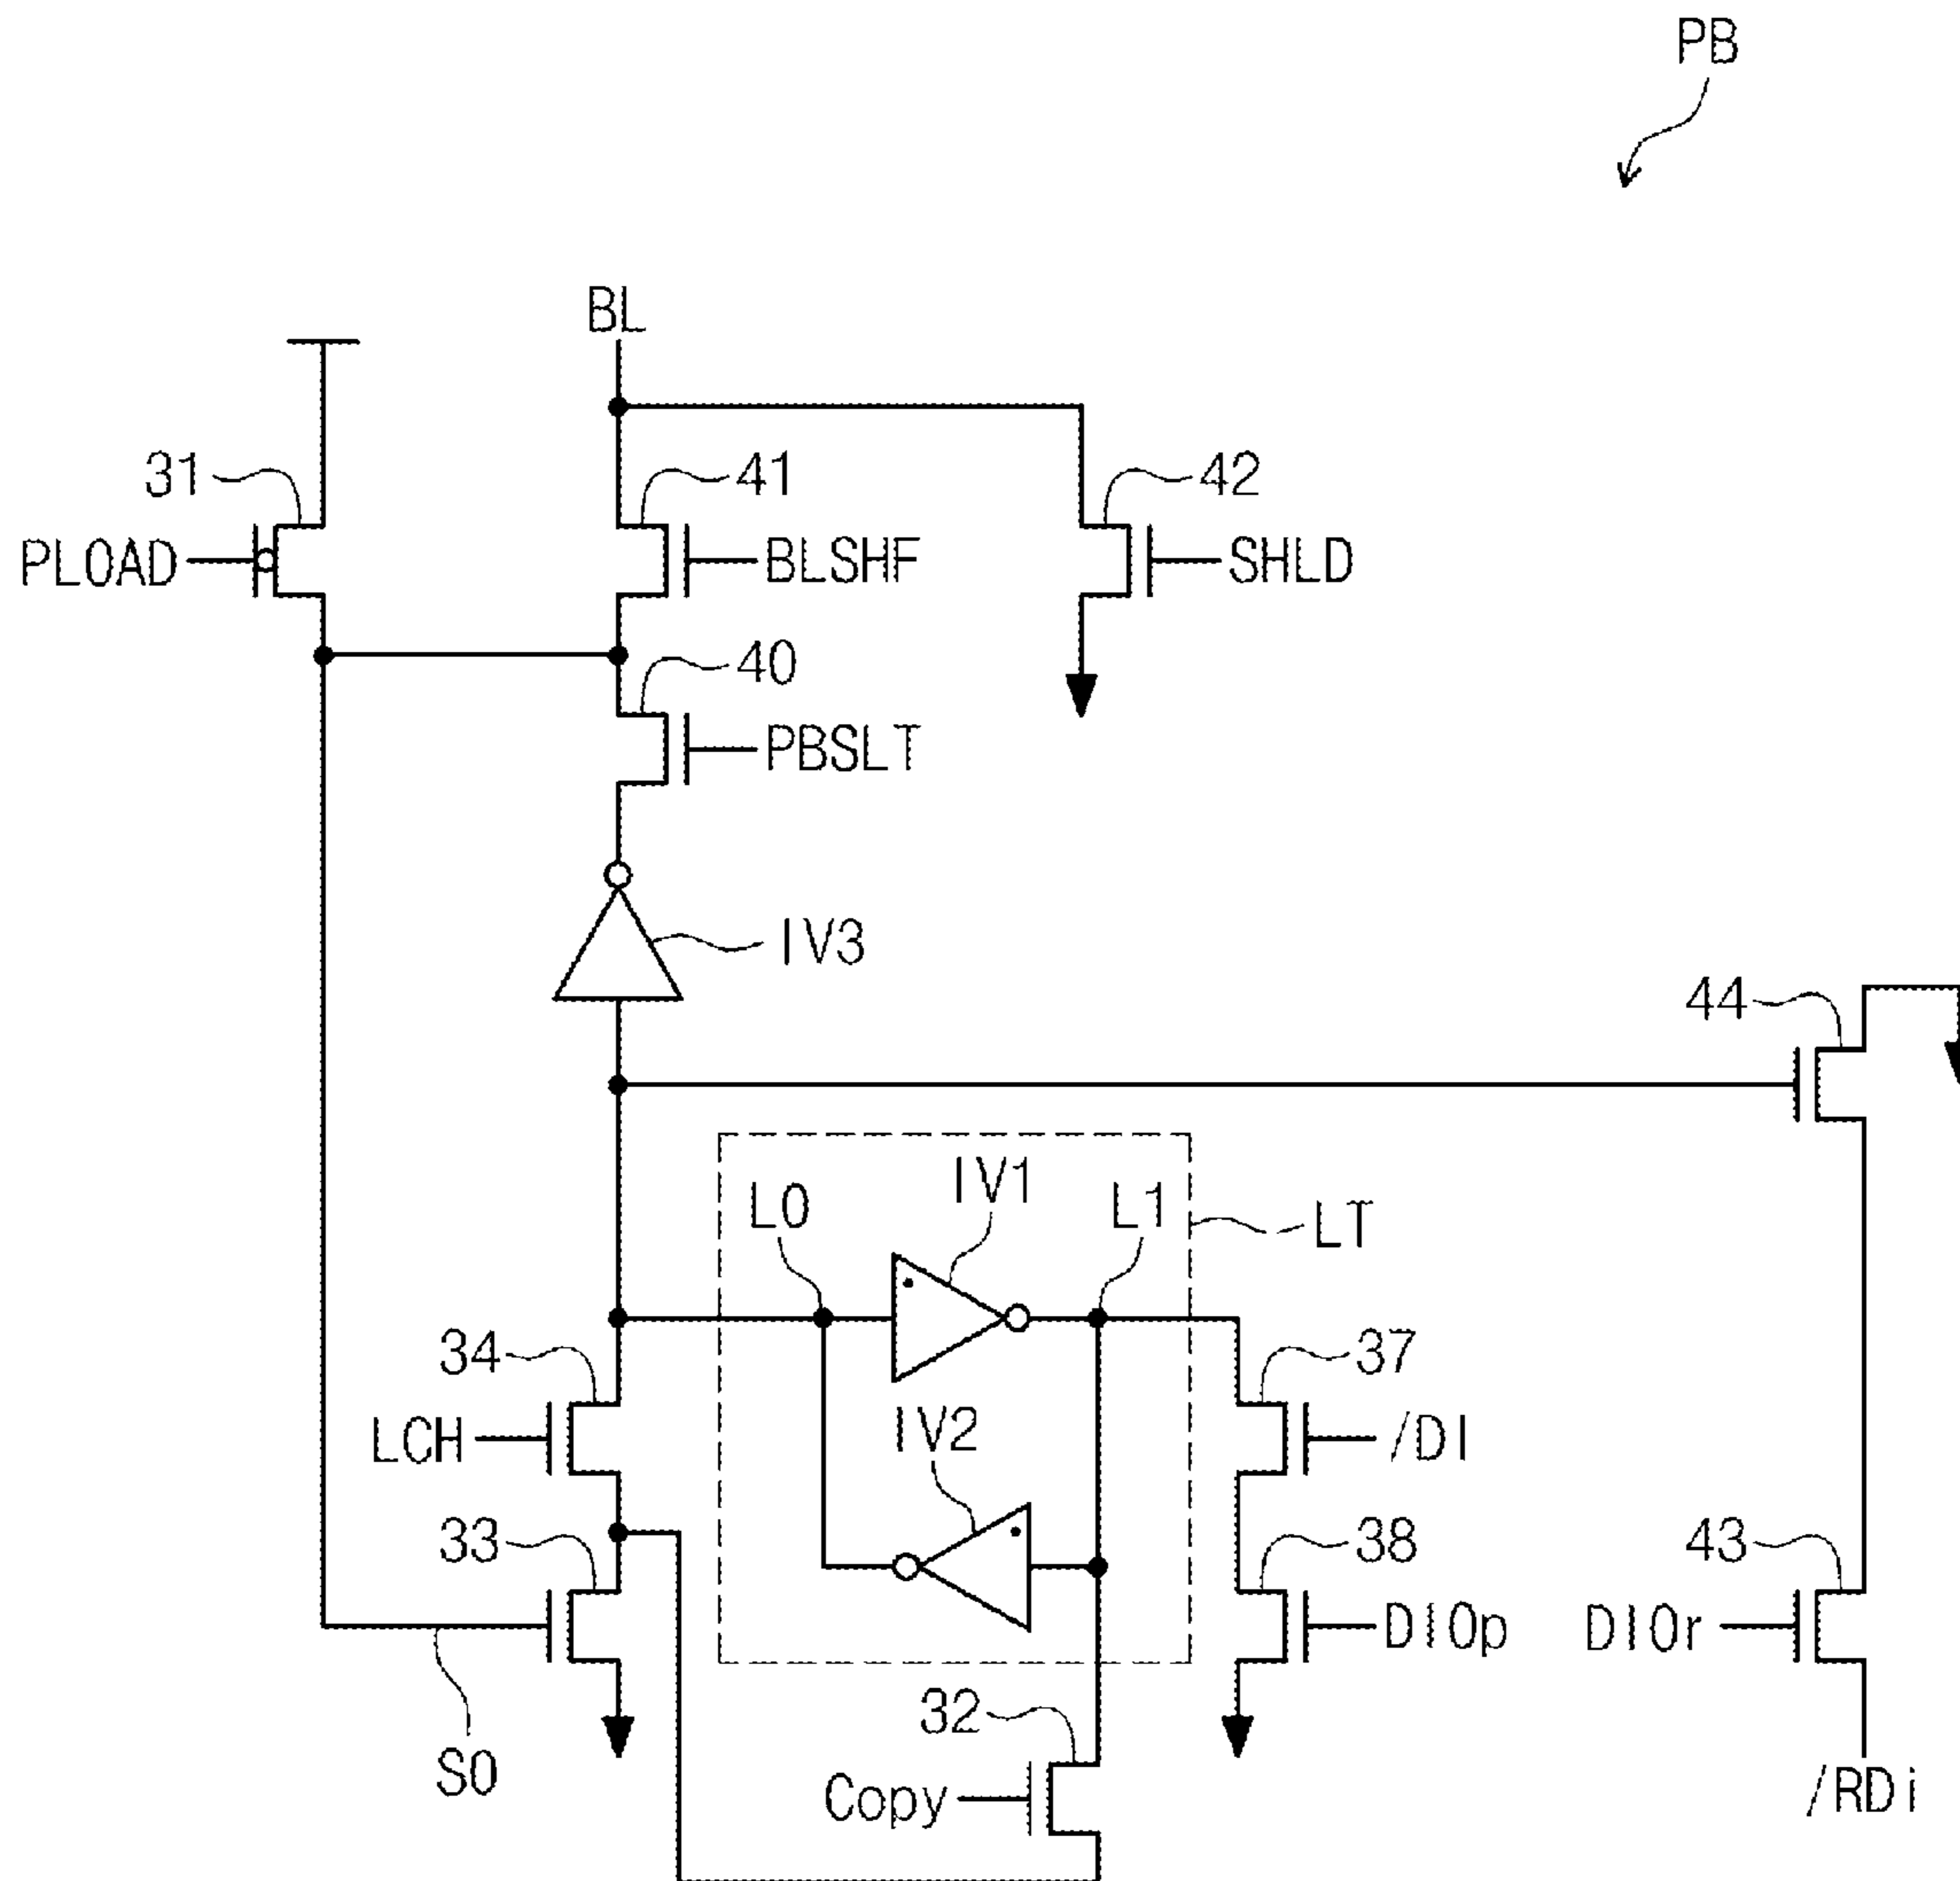 PB
BL
31
41
42
PLOAD
BLSHF
SHLD
40
PBSLT
IV3
44
L0
IV1
L1
LT
34
37
LCH
IV2
/DI
33
38
43
DIOp
DIOr
32
S0
Copy
/RDi